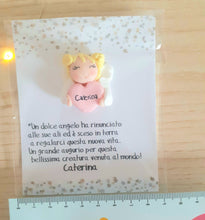 Caterina
"Un dolce angelo ha rinunciato
alle sue ali ed è sceso in terra
a regalarci questa nuova vita.
Un grande augurio per questa
bellissima creatura venuta al mondo!
Caterina